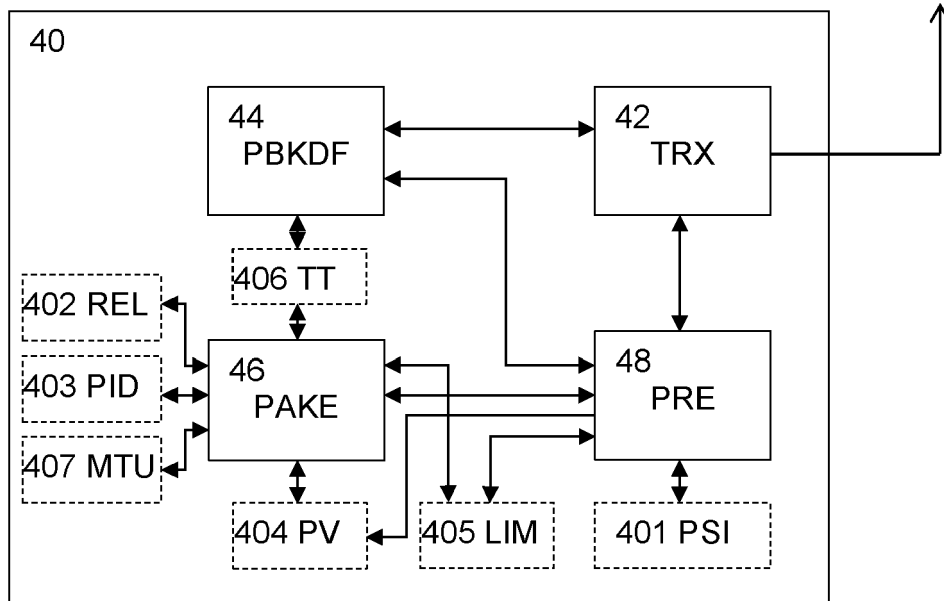 40
44
PBKDF
42
TRX
406 TT
402 REL
403 PID
407 MTU
46
PAKE
48
PRE
404 PV
405 LIM
401 PSI